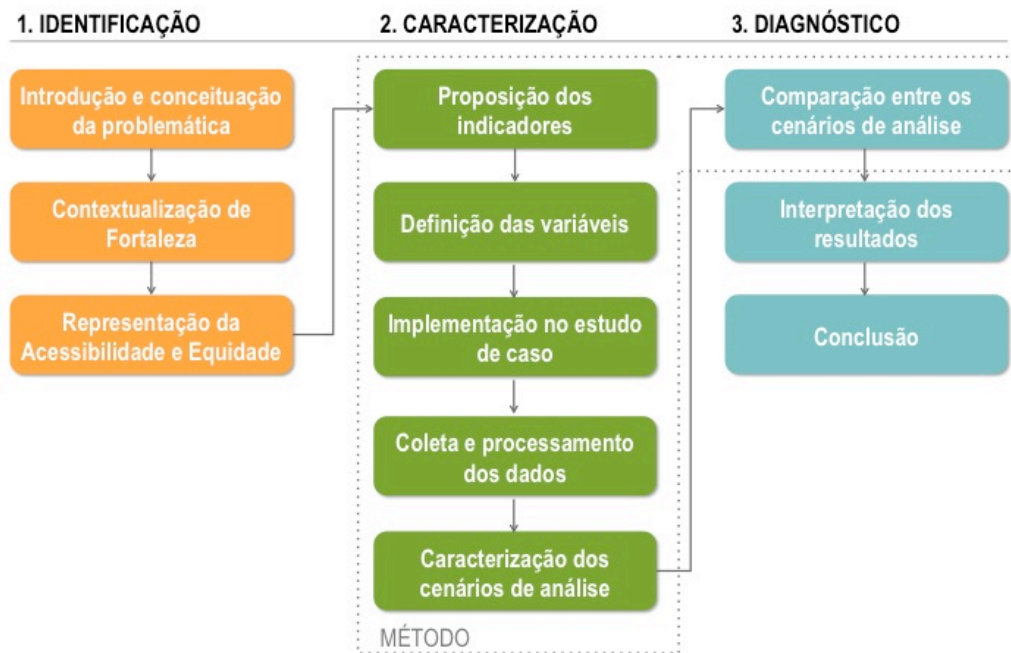 1. IDENTIFICAÇÃO
Introdução e conceituação
da problemática
Contextualização de
Fortaleza
Representação da
Acessibilidade e Equidade
2. CARACTERIZAÇÃO
Proposição dos
indicadores
Definição das variáveis
Implementação no estudo
de caso
Coleta e processamento
dos dados
Caracterização dos
cenários de análise
MÉTODO
3. DIAGNÓSTICO
Comparação entre os
cenários de análise
Interpretação dos
resultados
Conclusão